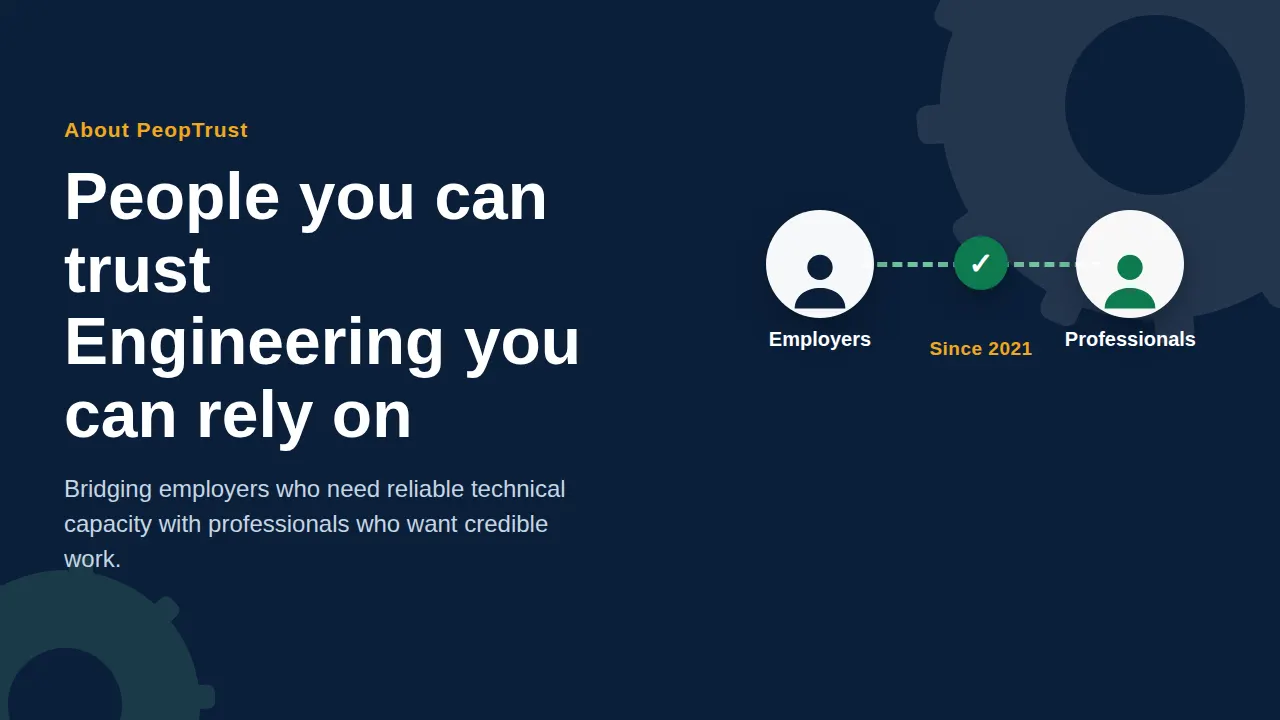 About PeopTrust
People you can
trust
Engineering you
can rely on
Bridging employers who need reliable technical
capacity with professionals who want credible
work.
✓
Employers
Since 2021
Professionals